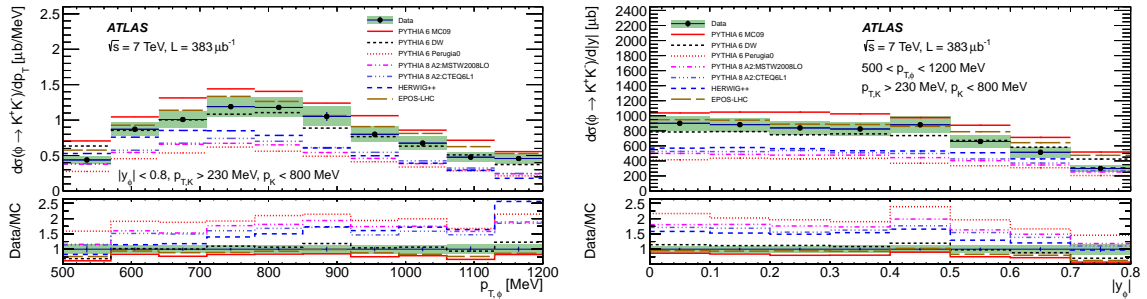 ATLAS
√s = 7 TeV, L = 383 μb⁻¹
Data
PYTHIA 6 MC09
PYTHIA 6 DW
PYTHIA 6 Perugia0
PYTHIA 8 A2:MSTW2008LO
PYTHIA 8 A2:CTEQ6L1
HERWIG++
EPOS-LHC
|y_ϕ| < 0.8, p_{T,K} > 230 MeV, p_K < 800 MeV
dσ(ϕ → K⁺K⁻)/dp_T [μb/MeV]
2.5
2
1.5
1
0.5
0
Data/MC
2.5
2
1.5
1
500 600 700 800 900 1000 1100 1200
p_{T,ϕ} [MeV]
ATLAS
√s = 7 TeV, L = 383 μb⁻¹
500 < p_{T,ϕ} < 1200 MeV
p_{T,K} > 230 MeV, p_K < 800 MeV
Data
PYTHIA 6 MC09
PYTHIA 6 DW
PYTHIA 6 Perugia0
PYTHIA 8 A2:MSTW2008LO
PYTHIA 8 A2:CTEQ6L1
HERWIG++
EPOS-LHC
dσ(ϕ → K⁺K⁻)/d|y| [μb]
2400
2200
2000
1800
1600
1400
1200
1000
800
600
400
200
0
Data/MC
2.5
2
1.5
1
0 0.1 0.2 0.3 0.4 0.5 0.6 0.7 0.8
|y_ϕ|